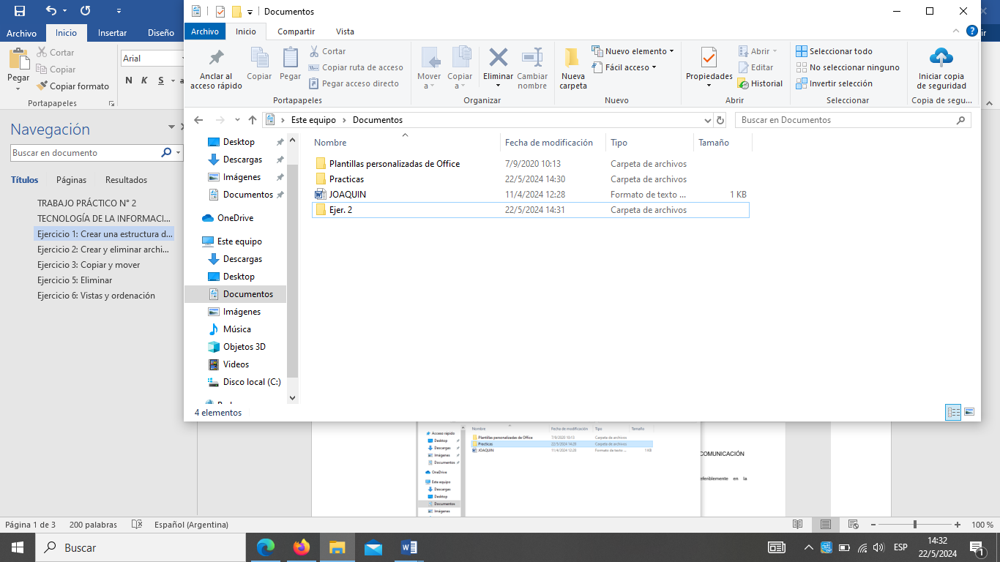 Documentos
Archivo Inicio Insertar Diseño ir
Archivo Inicio Compartir Vista
Pegar
Cortar
Copiar
Copiar formato
Portapapeles
Arial
N K S
Anclar al acceso rápido
Copiar
Pegar
Cortar
Copiar ruta de acceso
Pegar acceso directo
Portapapeles
Mover a
Copiar a
Eliminar
Cambiar nombre
Organizar
Nueva carpeta
Nuevo elemento
Fácil acceso
Nuevo
Propiedades
Abrir
Editar
Historial
Abrir
Seleccionar todo
No seleccionar ninguno
Invertir selección
Seleccionar
Iniciar copia de seguridad
Copia de segu...
Este equipo > Documentos
Buscar en Documentos
Navegación
Buscar en documento
Títulos Páginas Resultados
TRABAJO PRÁCTICO N° 2
TECNOLOGÍA DE LA INFORMACI...
Ejercicio 1: Crear una estructura d...
Ejercicio 2: Crear y eliminar archi...
Ejercicio 3: Copiar y mover
Ejercicio 5: Eliminar
Ejercicio 6: Vistas y ordenación
Desktop
Descargas
Imágenes
Documentos
OneDrive
Este equipo
Descargas
Desktop
Documentos
Imágenes
Música
Objetos 3D
Videos
Disco local (C:)
Nombre Fecha de modificación Tipo Tamaño
Plantillas personalizadas de Office 7/9/2020 10:13 Carpeta de archivos
Practicas 22/5/2024 14:30 Carpeta de archivos
JOAQUIN 11/4/2024 12:28 Formato de texto ... 1 KB
Ejer. 2 22/5/2024 14:31 Carpeta de archivos
4 elementos
Nombre Fecha de modificación Tipo Tamaño
Plantillas personalizadas de Office 7/9/2020 10:13 Carpeta de archivos
Practicas 22/5/2024 14:28 Carpeta de archivos
JOAQUIN 11/4/2024 12:28 Formato de texto ... 1 KB
Acceso rápido
Desktop
Descargas
Imágenes
Documentos
OneDrive
Este equipo
Descargas
Desktop
Documentos
Imágenes
COMUNICACIÓN
eferiblemente en la
Página 1 de 3 200 palabras Español (Argentina) 100 %
Buscar
ESP
14:32
22/5/2024
1